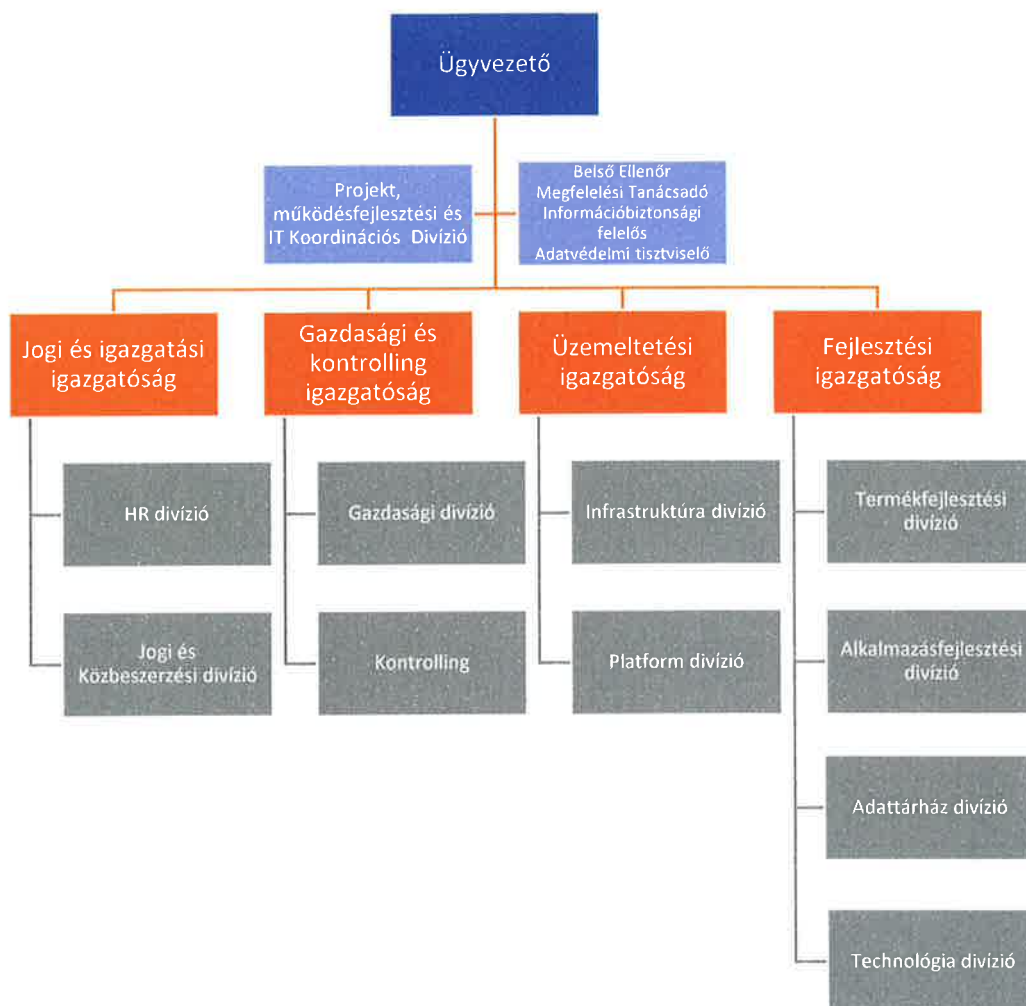 Ügyvezető
Projekt,
működésfejlesztési és
IT Koordinációs Divízió
Belső Ellenőr
Megfelelési Tanácsadó
Információbiztonsági
felelős
Adatvédelmi tisztviselő
Jogi és igazgatási
igazgatóság
Gazdasági és
kontrolling
igazgatóság
Üzemeltetési
igazgatóság
Fejlesztési
igazgatóság
HR divízió
Gazdasági divízió
Infrastruktúra divízió
Termékfejlesztési
divízió
Jogi és
Közbeszerzési divízió
Kontrolling
Platform divízió
Alkalmazásfejlesztési
divízió
Adattárház divízió
Technológia divízió